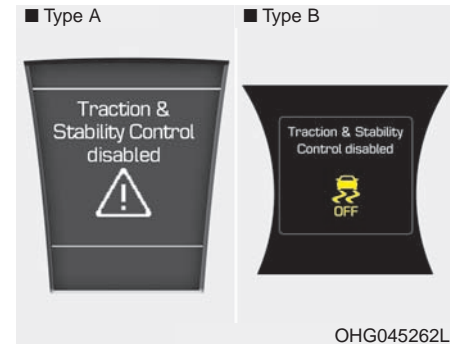 ■ Type A
■ Type B
Traction &
Stability Control
disabled
Traction & Stability
Control disabled
OFF
OHG045262L